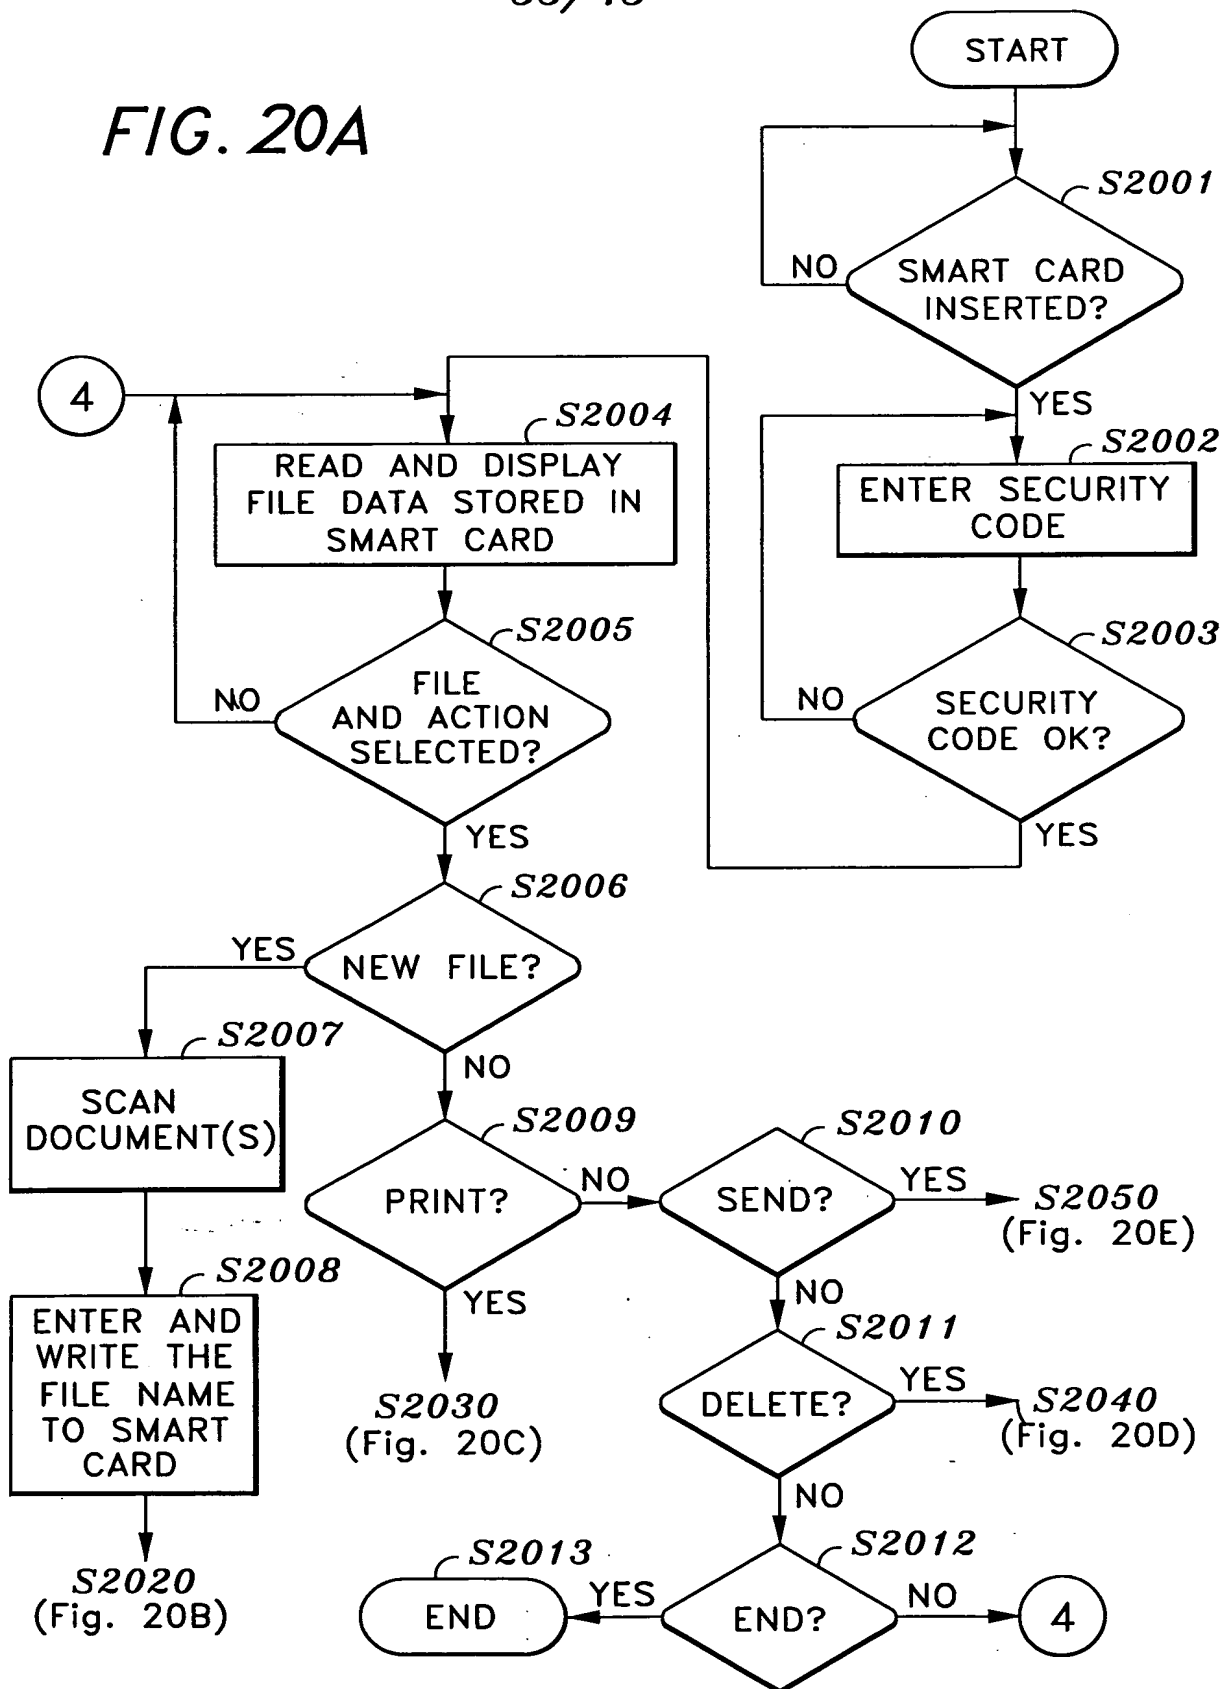 FIG. 20A
START
S2001
SMART CARD
INSERTED?
NO
YES
S2002
ENTER SECURITY
CODE
S2003
SECURITY
CODE OK?
NO
YES
4
S2004
READ AND DISPLAY
FILE DATA STORED IN
SMART CARD
S2005
FILE
AND ACTION
SELECTED?
NO
YES
S2006
NEW FILE?
YES
NO
S2007
SCAN
DOCUMENT(S)
S2008
ENTER AND
WRITE THE
FILE NAME
TO SMART
CARD
S2020
(Fig. 20B)
S2009
PRINT?
NO
YES
S2030
(Fig. 20C)
S2010
SEND?
YES
S2050
(Fig. 20E)
NO
S2011
DELETE?
YES
S2040
(Fig. 20D)
NO
S2012
END?
YES
S2013
END
NO
4